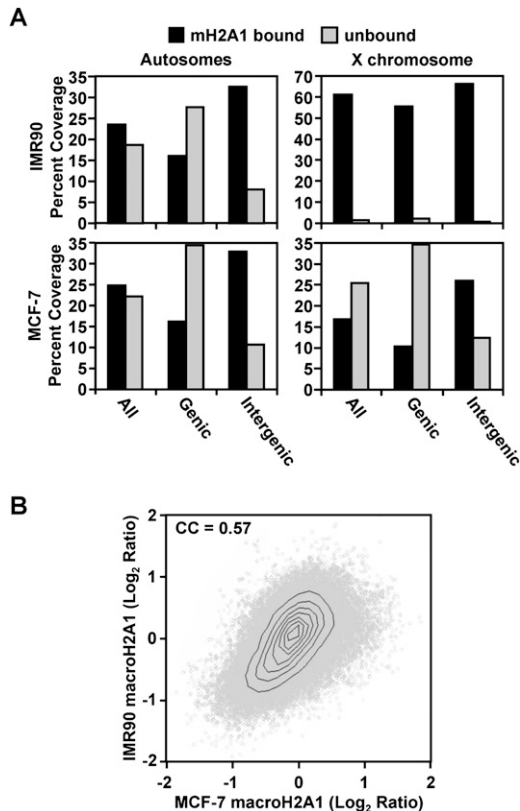 A
mH2A1 bound unbound
Autosomes X chromosome
IMR90
Percent Coverage
35
30
25
20
15
10
5
0
70
60
50
40
30
20
10
0
MCF-7
Percent Coverage
35
30
25
20
15
10
5
0
35
30
25
20
15
10
5
0
All Genic Intergenic All Genic Intergenic
B
CC = 0.57
IMR90 macroH2A1 (Log2 Ratio)
2
1
0
-1
-2
-2 -1 0 1 2
MCF-7 macroH2A1 (Log2 Ratio)